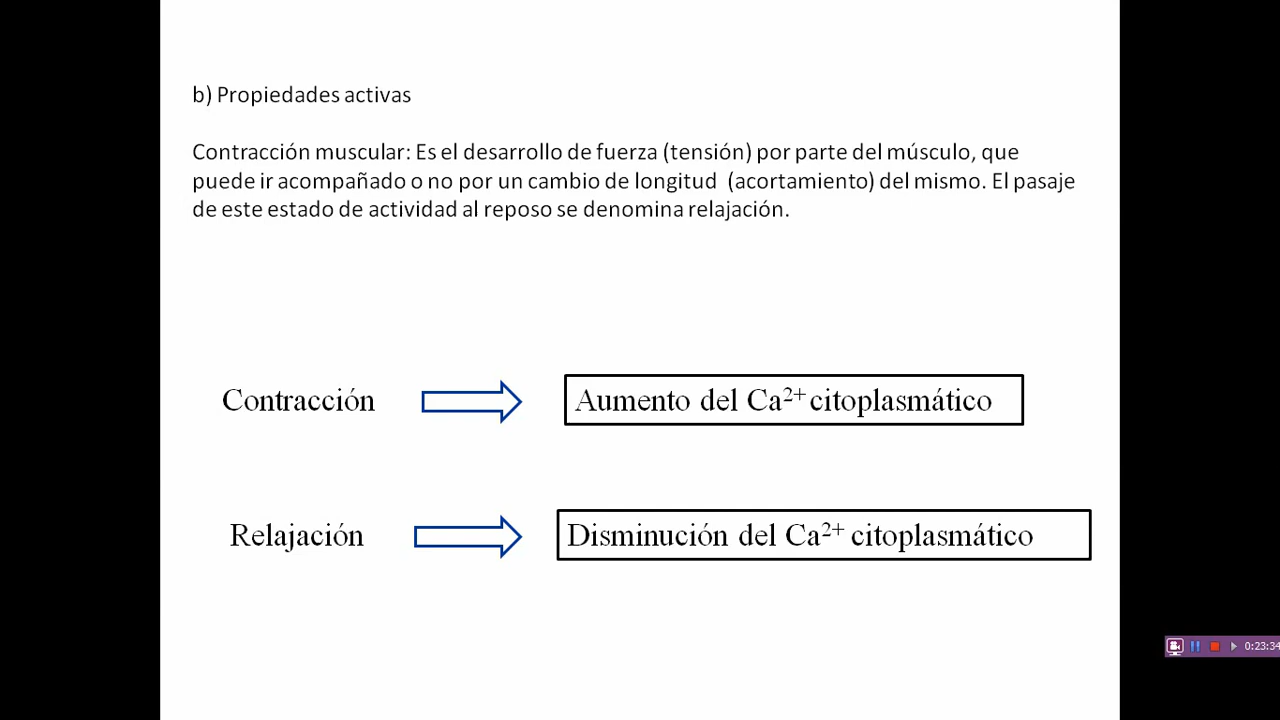 b) Propiedades activas
Contracción muscular: Es el desarrollo de fuerza (tensión) por parte del músculo, que
puede ir acompañado o no por un cambio de longitud (acortamiento) del mismo. El pasaje
de este estado de actividad al reposo se denomina relajación.
Contracción
Aumento del Ca²⁺ citoplasmático
Relajación
Disminución del Ca²⁺ citoplasmático
0:23:34